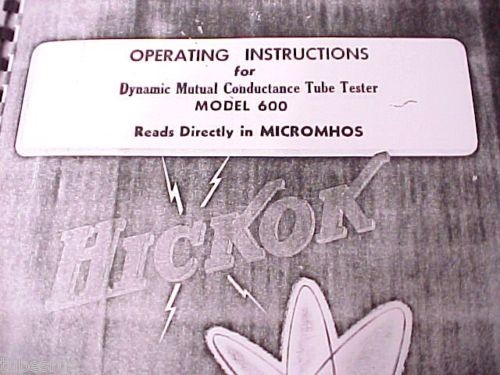 OPERATING INSTRUCTIONS
for
Dynamic Mutual Conductance Tube Tester
MODEL 600
Reads Directly in MICROMHOS
HICKOK